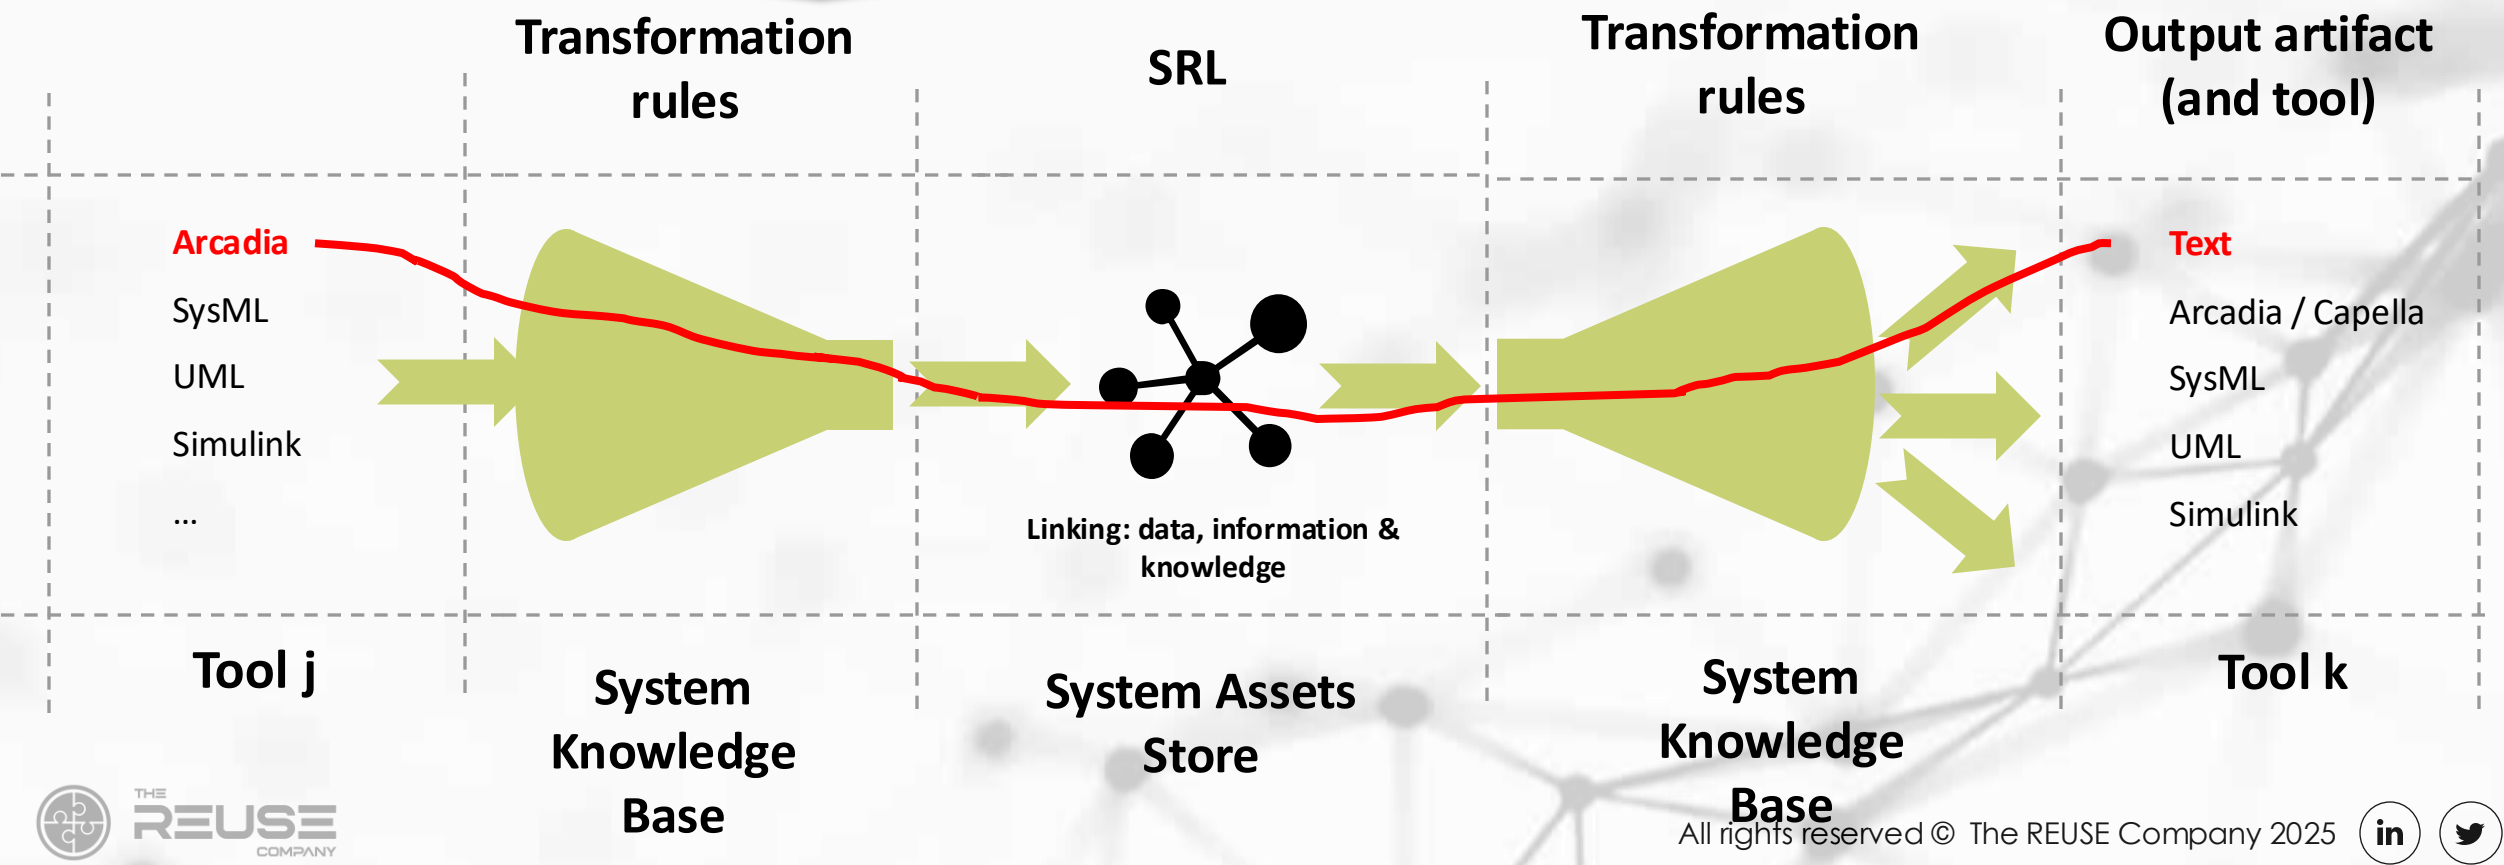 Transformation
rules
SRL
Transformation
rules
Output artifact
(and tool)
Arcadia
SysML
UML
Simulink
...
Linking: data, information &
knowledge
Text
Arcadia / Capella
SysML
UML
Simulink
Tool j
System
Knowledge
Base
System Assets
Store
System
Knowledge
Base
Tool k
THE
REUSE
COMPANY
All rights reserved © The REUSE Company 2025
in